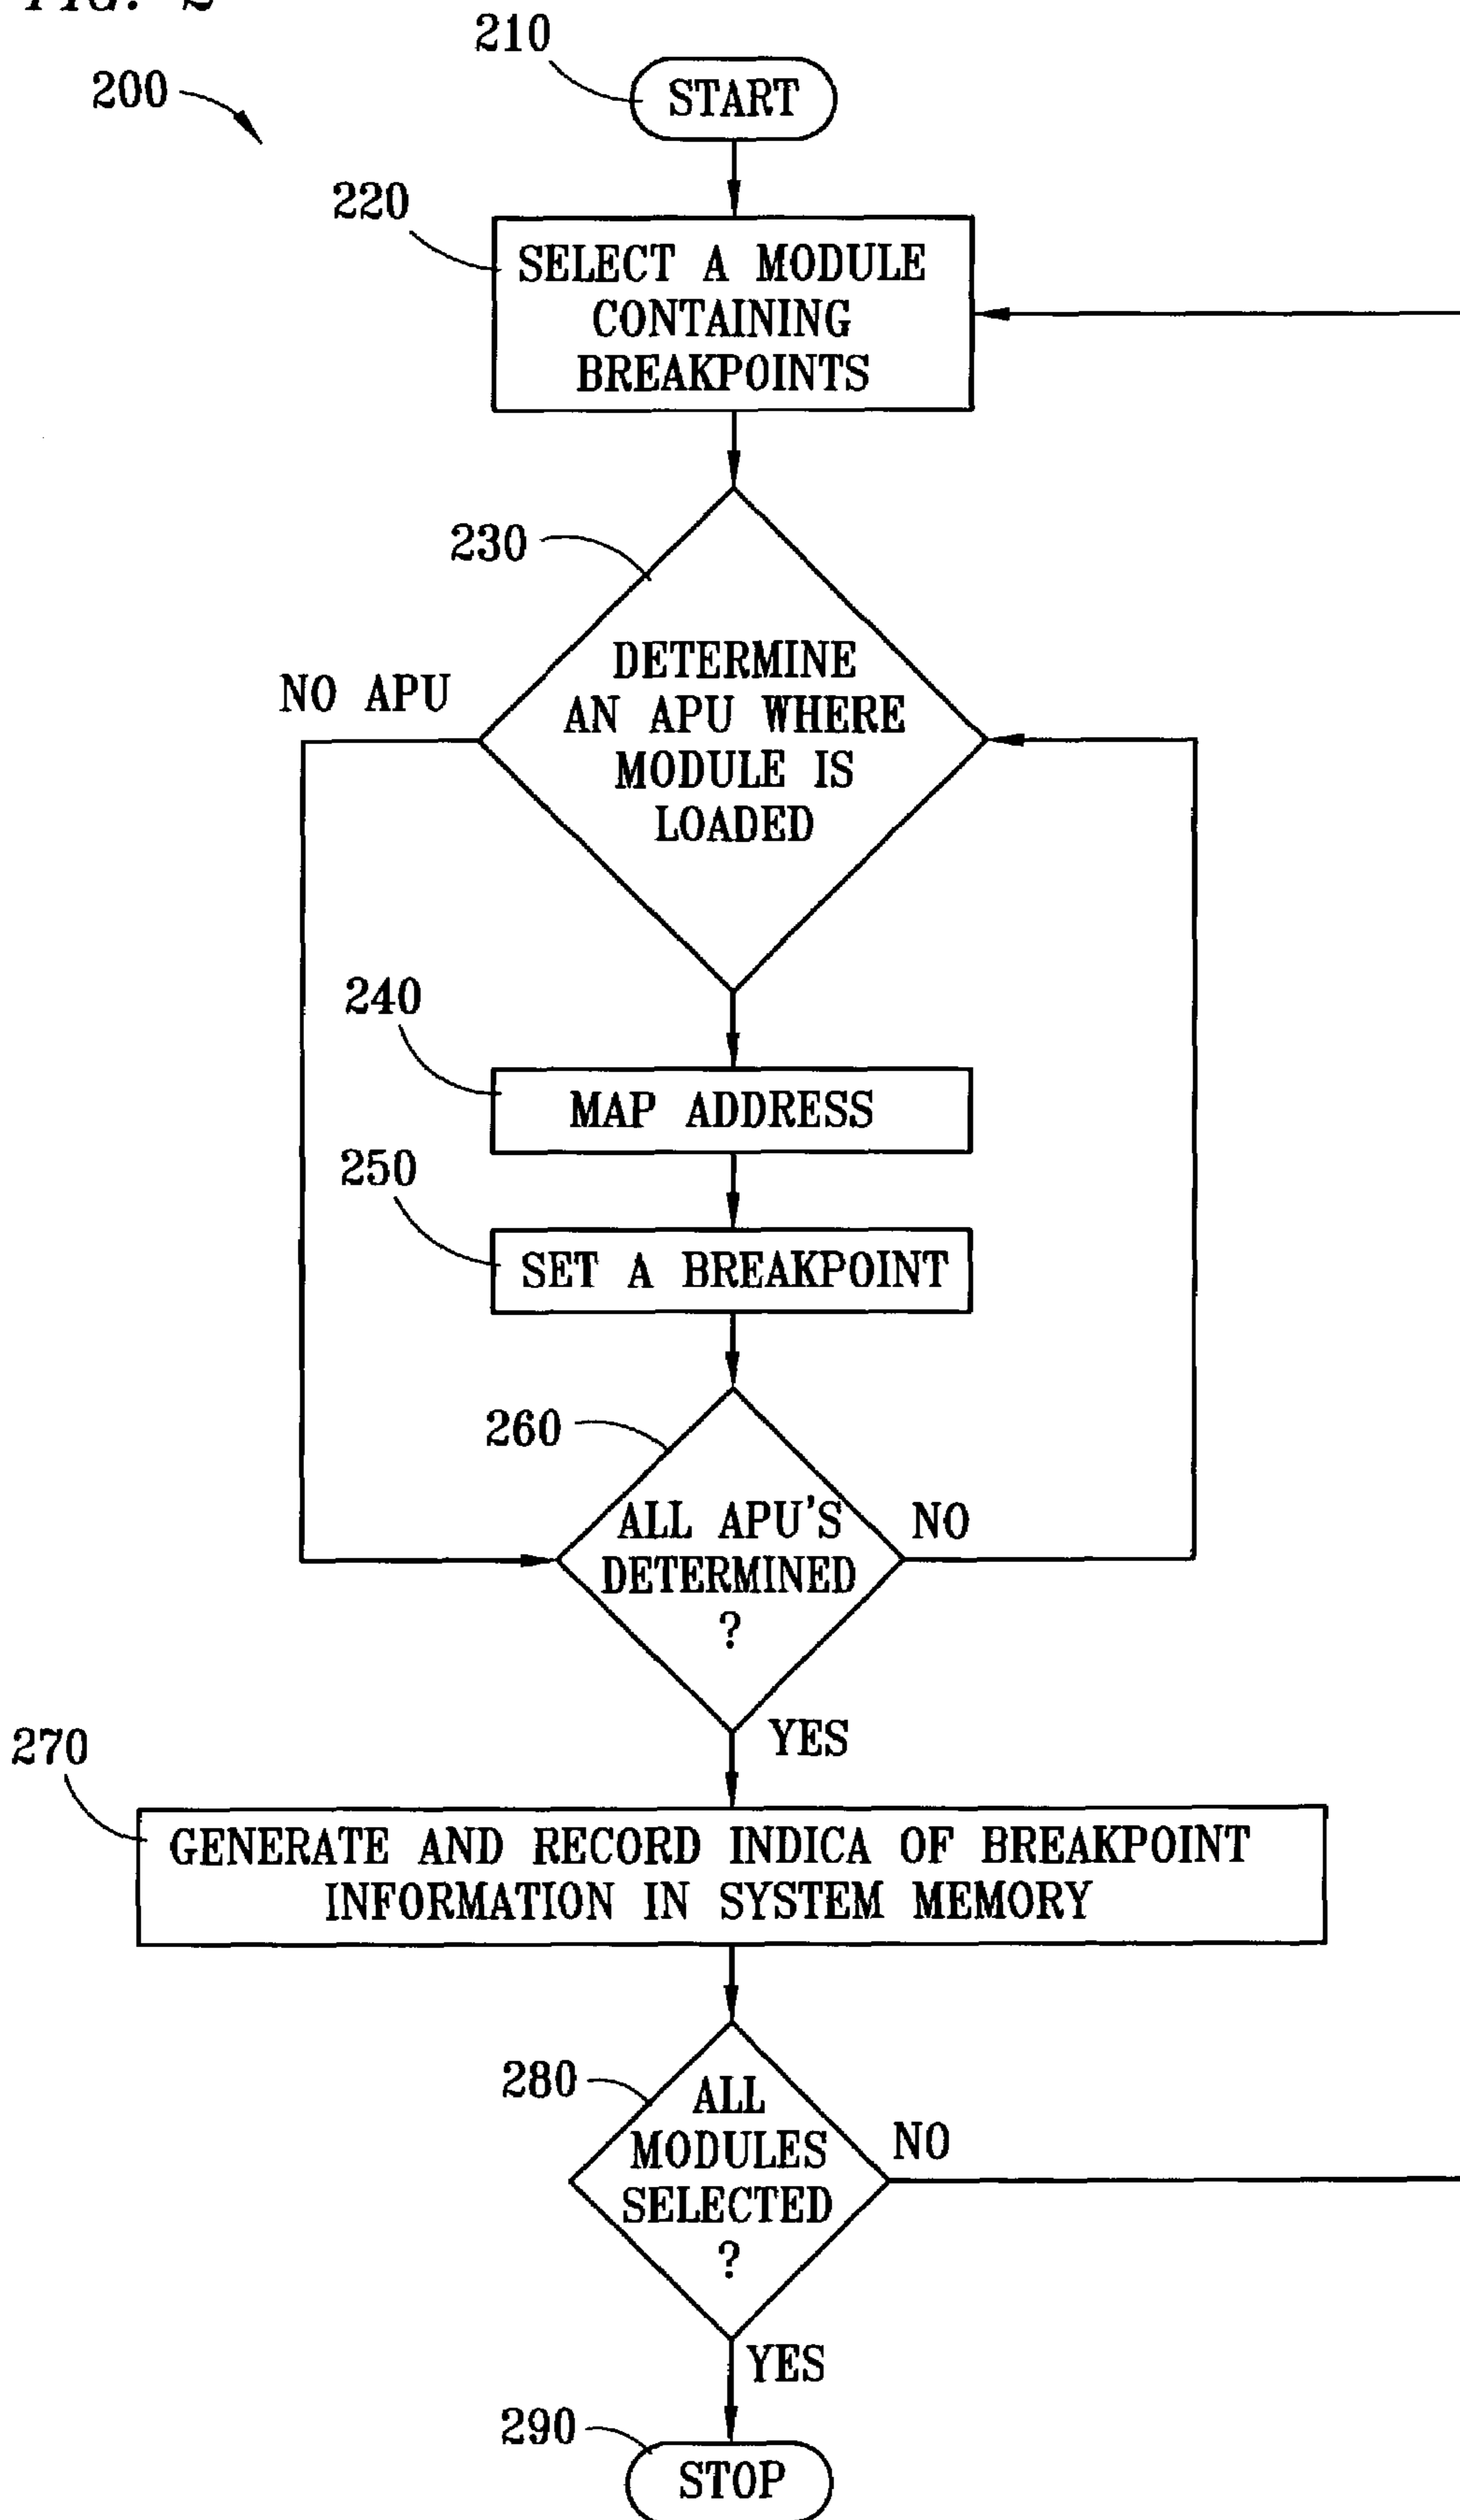 FIG. 2
210
200
START
220
SELECT A MODULE
CONTAINING
BREAKPOINTS
230
DETERMINE
AN APU WHERE
MODULE IS
LOADED
NO APU
240
MAP ADDRESS
250
SET A BREAKPOINT
260
ALL APU'S
DETERMINED
?
NO
YES
270
GENERATE AND RECORD INDICA OF BREAKPOINT
INFORMATION IN SYSTEM MEMORY
280
ALL
MODULES
SELECTED
?
NO
YES
290
STOP